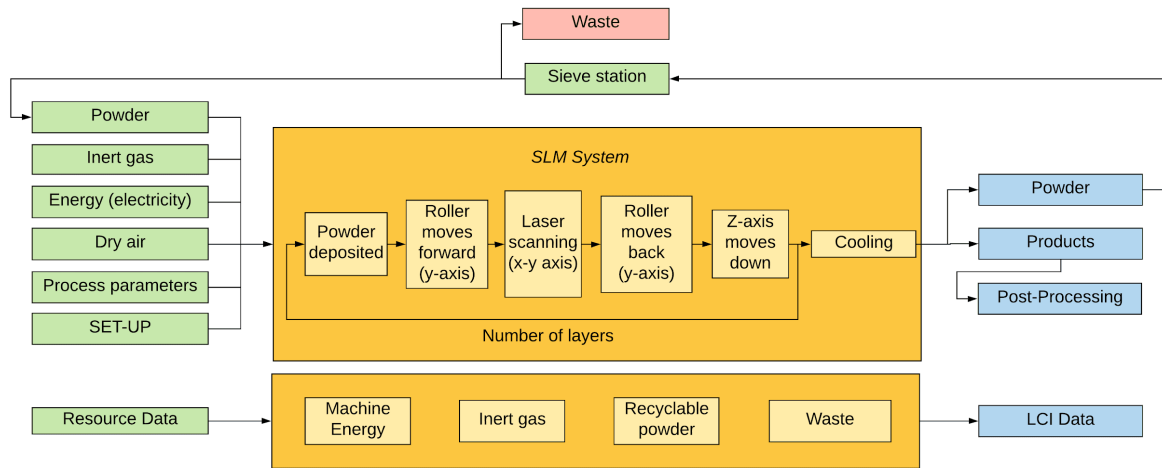 Waste
Sieve station
Powder
Inert gas
Energy (electricity)
Dry air
Process parameters
SET-UP
SLM System
Powder
deposited
Roller
moves
forward
(y-axis)
Laser
scanning
(x-y axis)
Roller
moves
back
(y-axis)
Z-axis
moves
down
Cooling
Number of layers
Powder
Products
Post-Processing
Resource Data
Machine
Energy
Inert gas
Recyclable
powder
Waste
LCI Data